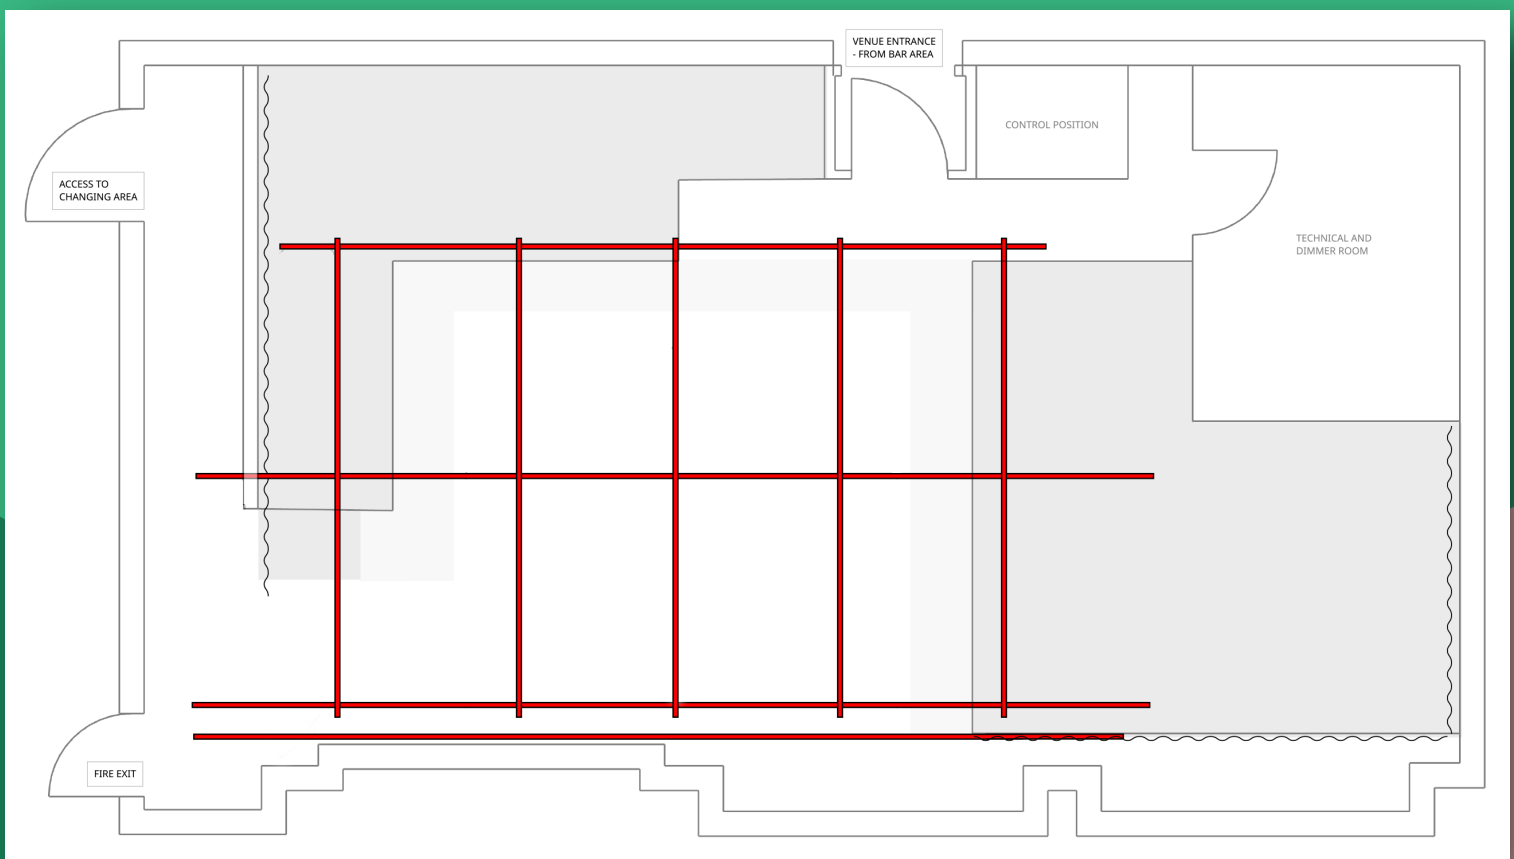 VENUE ENTRANCE
- FROM BAR AREA
CONTROL POSITION
ACCESS TO
CHANGING AREA
TECHNICAL AND
DIMMER ROOM
FIRE EXIT